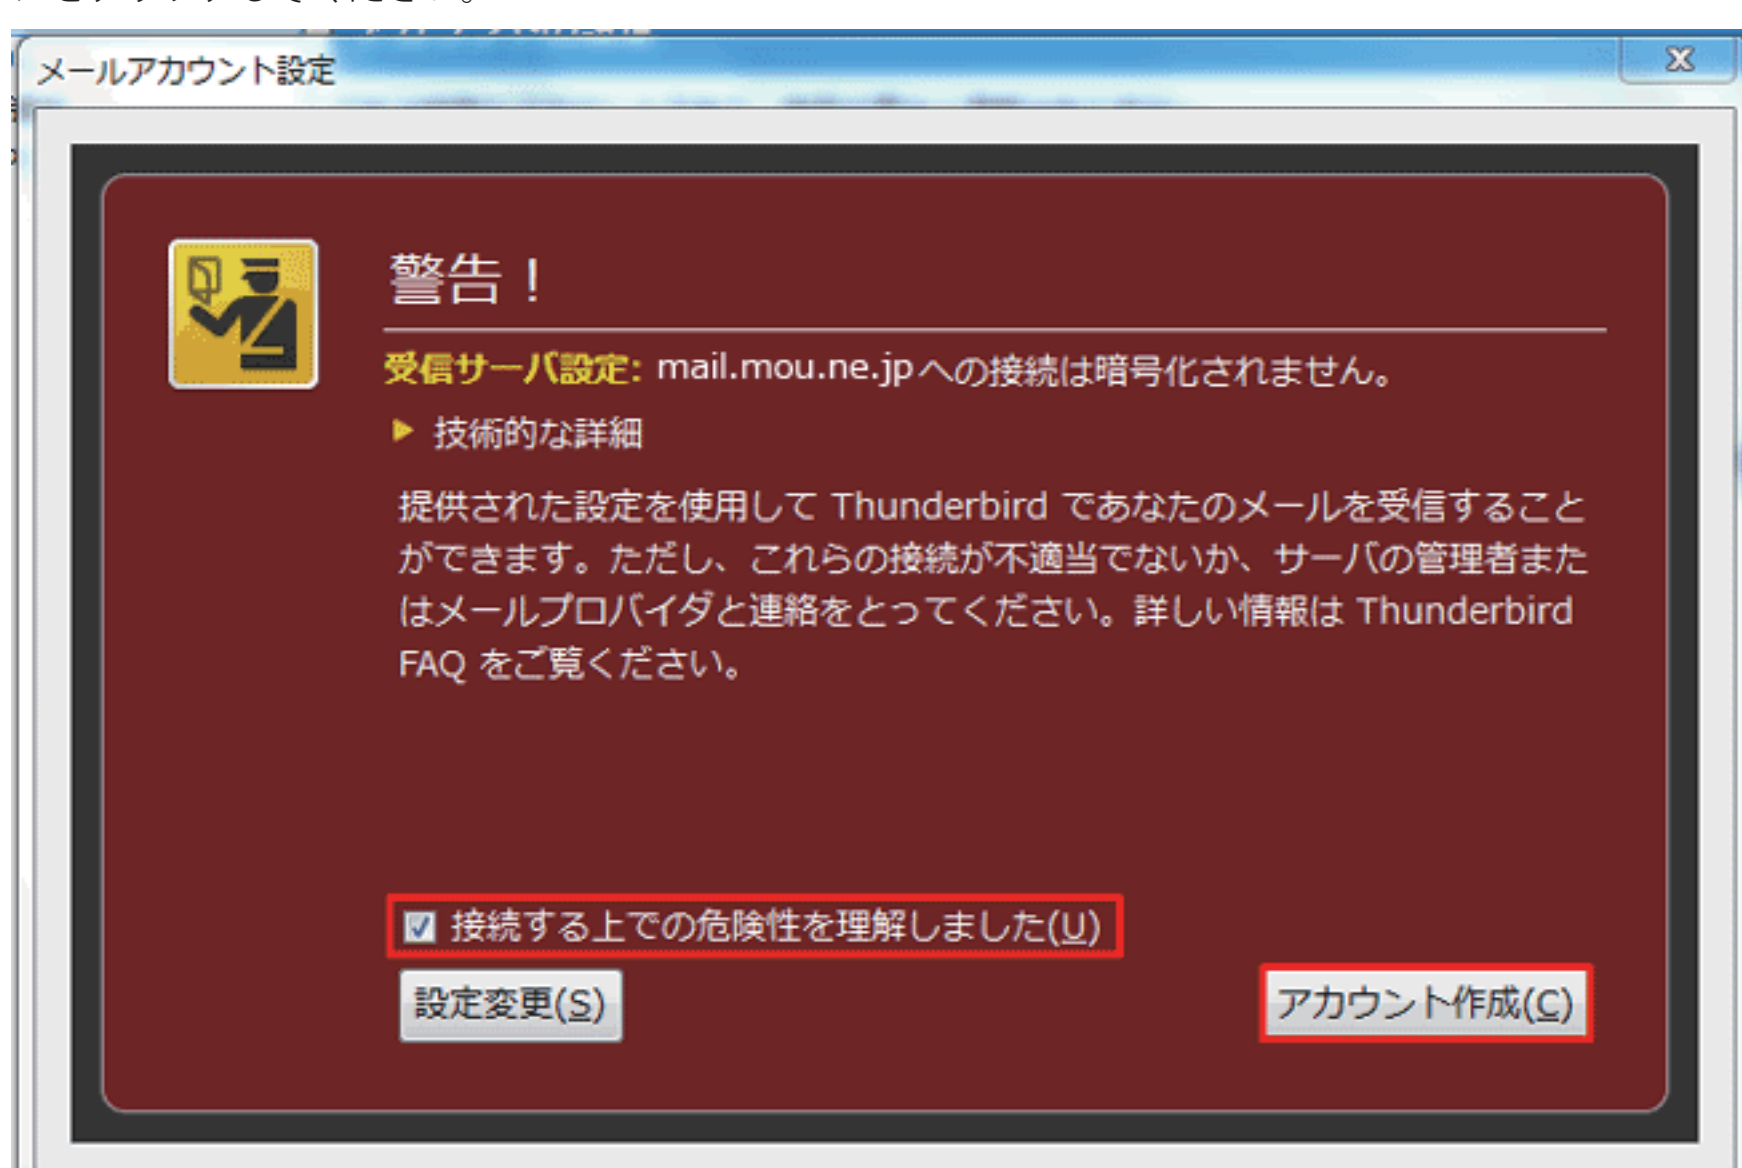 メールアカウント設定
警告！
受信サーバ設定: mail.mou.ne.jpへの接続は暗号化されません。
技術的な詳細
提供された設定を使用して Thunderbird であなたのメールを受信すること
ができます。ただし、これらの接続が不適当でないか、サーバの管理者また
はメールプロバイダと連絡をとってください。詳しい情報は Thunderbird
FAQ をご覧ください。
接続する上での危険性を理解しました(U)
設定変更(S)
アカウント作成(C)